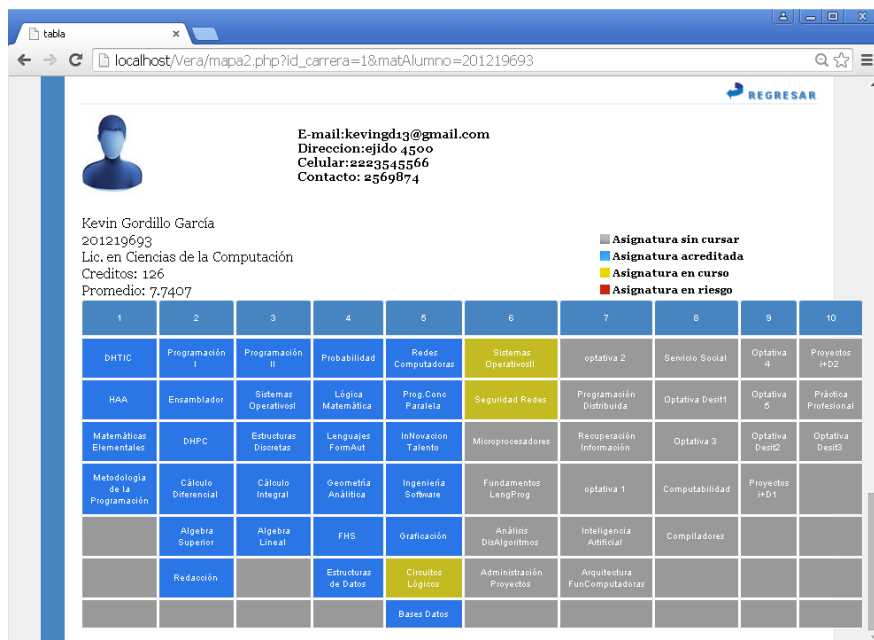 tabla
localhost/Vera/mapa2.php?id_carrera=1&matAlumno=201219693
REGRESAR
E-mail:kevingd13@gmail.com
Direccion:ejido 4500
Celular:2223545566
Contacto: 2569874
Kevin Gordillo García
201219693
Lic. en Ciencias de la Computación
Creditos: 126
Promedio: 7.7407
Asignatura sin cursar
Asignatura acreditada
Asignatura en curso
Asignatura en riesgo
1 2 3 4 5 6 7 8 9 10
DHTIC
Programación
I
Programación
II
Probabilidad
Redes
Computadoras
Sistemas
OperativosII
optativa 2
Servicio Social
Optativa
4
Proyectos
i+D2
HAA
Ensamblador
Sistemas
OperativosI
Lógica
Matemática
Prog.Conc
Paralela
Seguridad Redes
Programación
Distribuida
Optativa Desit1
Optativa
5
Pràctica
Profesional
Matemáticas
Elementales
DHPC
Estructuras
Discretas
Lenguajes
FormAut
InNovacion
Talento
Microprocesadores
Recuperación
Información
Optativa 3
Optativa
Desit2
Optativa
Desit3
Metodología
de la
Programación
Cálculo
Diferencial
Cálculo
Integral
Geometría
Análitica
Ingeniería
Software
Fundamentos
LengProg
optativa 1
Computabilidad
Proyectos
i+D1
Algebra
Superior
Algebra
Lineal
FHS
Graficación
Análisis
DisAlgoritmos
Inteligencia
Artificial
Compiladores
Redacción
Estructuras
de Datos
Circuitos
Lógicos
Administración
Proyectos
Arquitectura
FunComputadoras
Bases Datos